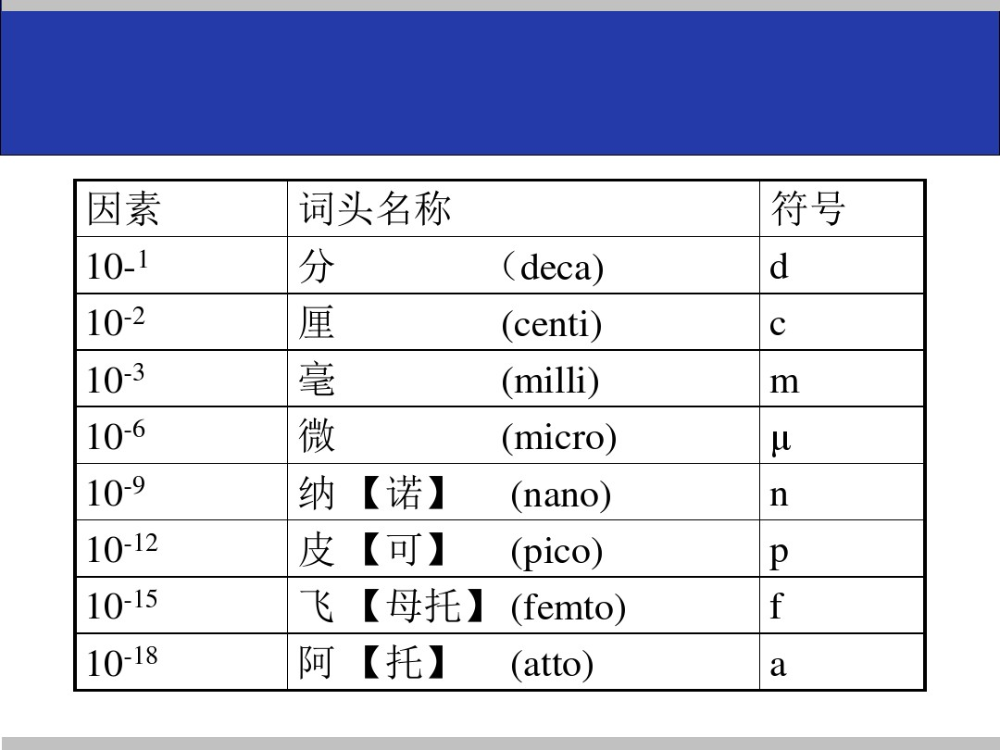 因素 词头名称 符号
10-¹ 分 （deca) d
10⁻² 厘 (centi) c
10⁻³ 毫 (milli) m
10⁻⁶ 微 (micro) μ
10⁻⁹ 纳 【诺】 (nano) n
10⁻¹² 皮 【可】 (pico) p
10⁻¹⁵ 飞 【母托】 (femto) f
10⁻¹⁸ 阿 【托】 (atto) a